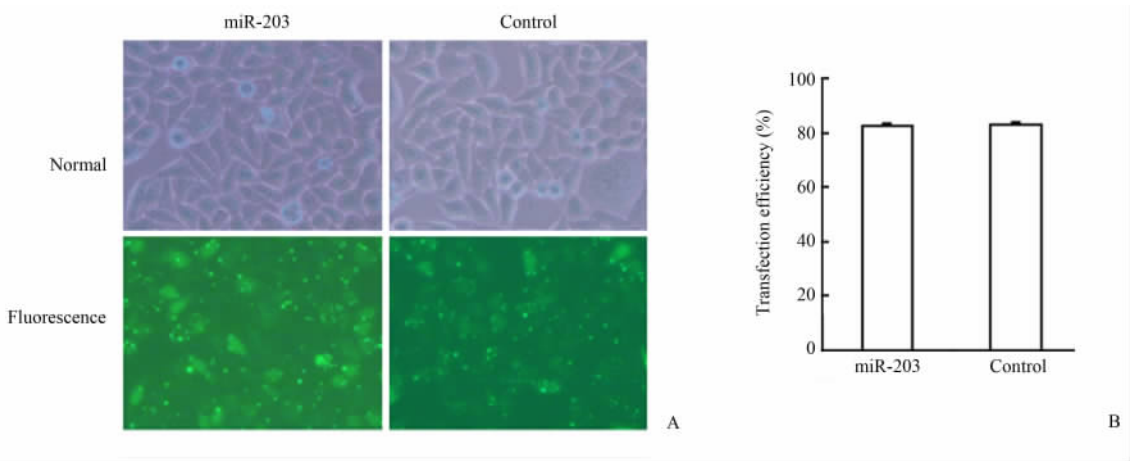 miR-203 Control
Normal
Fluorescence
A
Transfection efficiency (%)
100
80
60
40
20
0
miR-203 Control
B